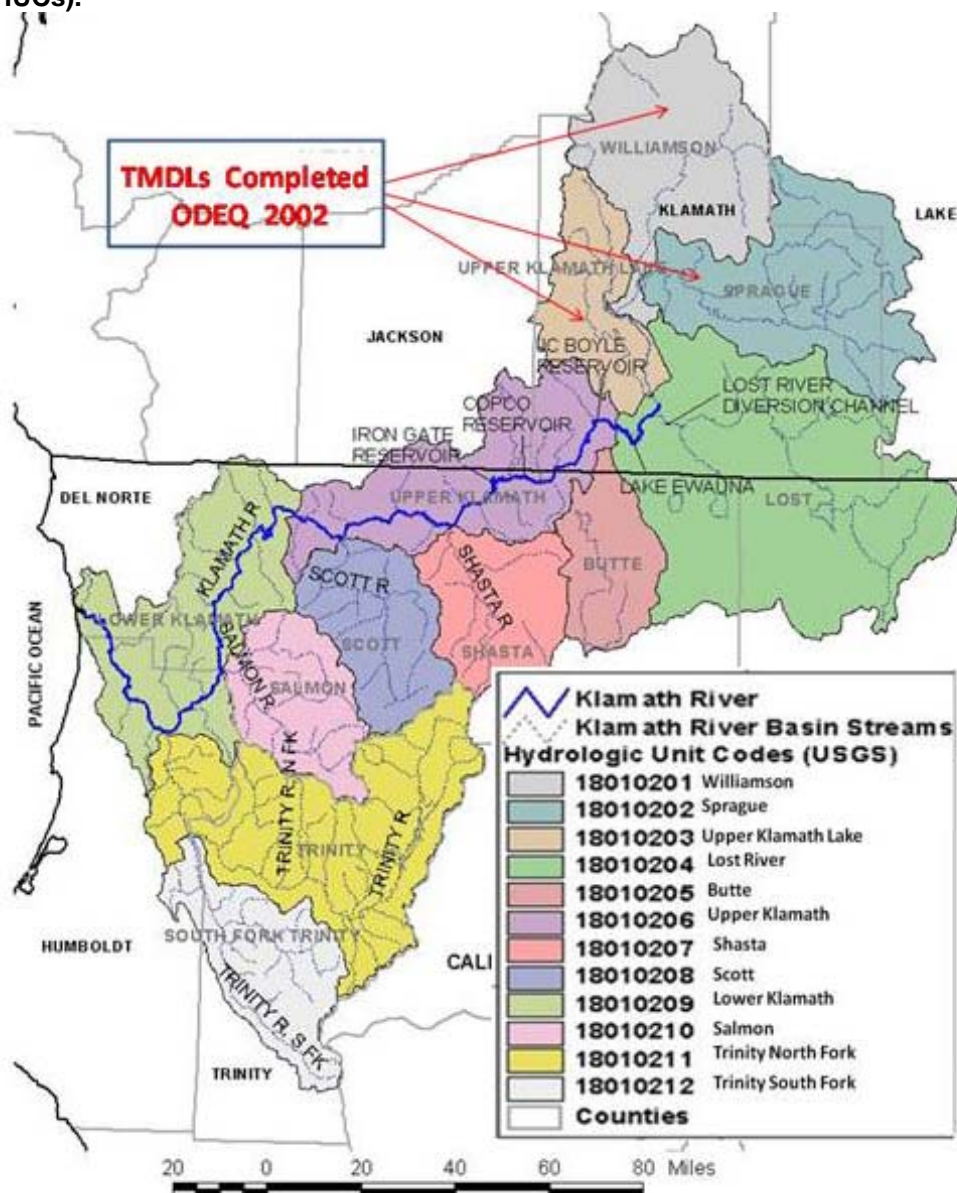 WILLIAMSON
TMDLs Completed
ODEQ 2002
KLAMATH
LAKE
UPPER KLAMATH LAKE
SPRAGUE
JACKSON
JC BOYLE
RESERVOIR
COPCO
RESERVOIR
LOST RIVER
DIVERSION CHANNEL
IRON GATE
RESERVOIR
LAKE EWAUNA
DEL NORTE
UPPER KLAMATH
LOST
KLAMATH R
SCOTT R
SHASTA R
BUTTE
PACIFIC OCEAN
LOWER KLAMATH
SALMON R
SCOTT
SHASTA
SALMON
TRINITY R, N FK
TRINITY R
TRINITY
HUMBOLDT
SOUTH FORK TRINITY
CALI
TRINITY R, S FK
TRINITY
Klamath River
Klamath River Basin Streams
Hydrologic Unit Codes (USGS)
18010201 Williamson
18010202 Sprague
18010203 Upper Klamath Lake
18010204 Lost River
18010205 Butte
18010206 Upper Klamath
18010207 Shasta
18010208 Scott
18010209 Lower Klamath
18010210 Salmon
18010211 Trinity North Fork
18010212 Trinity South Fork
Counties
20 0 20 40 60 80 Miles